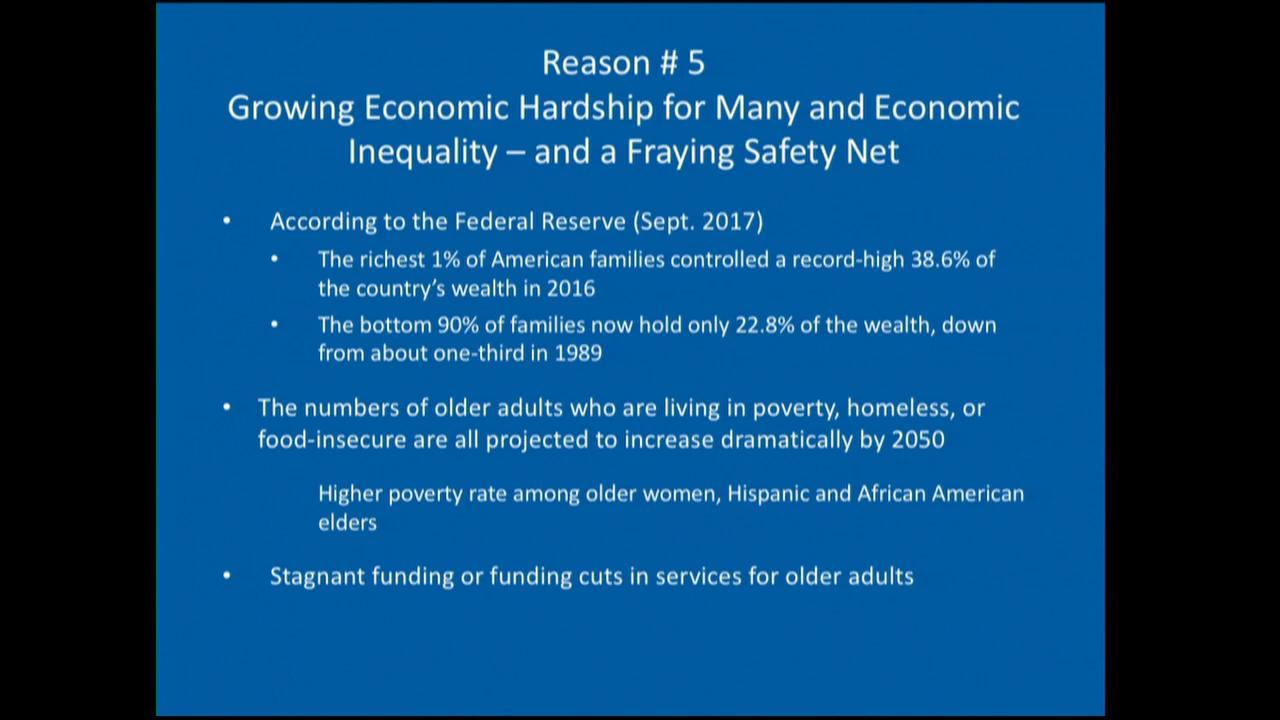 Reason # 5
Growing Economic Hardship for Many and Economic
Inequality – and a Fraying Safety Net
• According to the Federal Reserve (Sept. 2017)
• The richest 1% of American families controlled a record-high 38.6% of
the country’s wealth in 2016
• The bottom 90% of families now hold only 22.8% of the wealth, down
from about one-third in 1989
• The numbers of older adults who are living in poverty, homeless, or
food-insecure are all projected to increase dramatically by 2050
Higher poverty rate among older women, Hispanic and African American
elders
• Stagnant funding or funding cuts in services for older adults